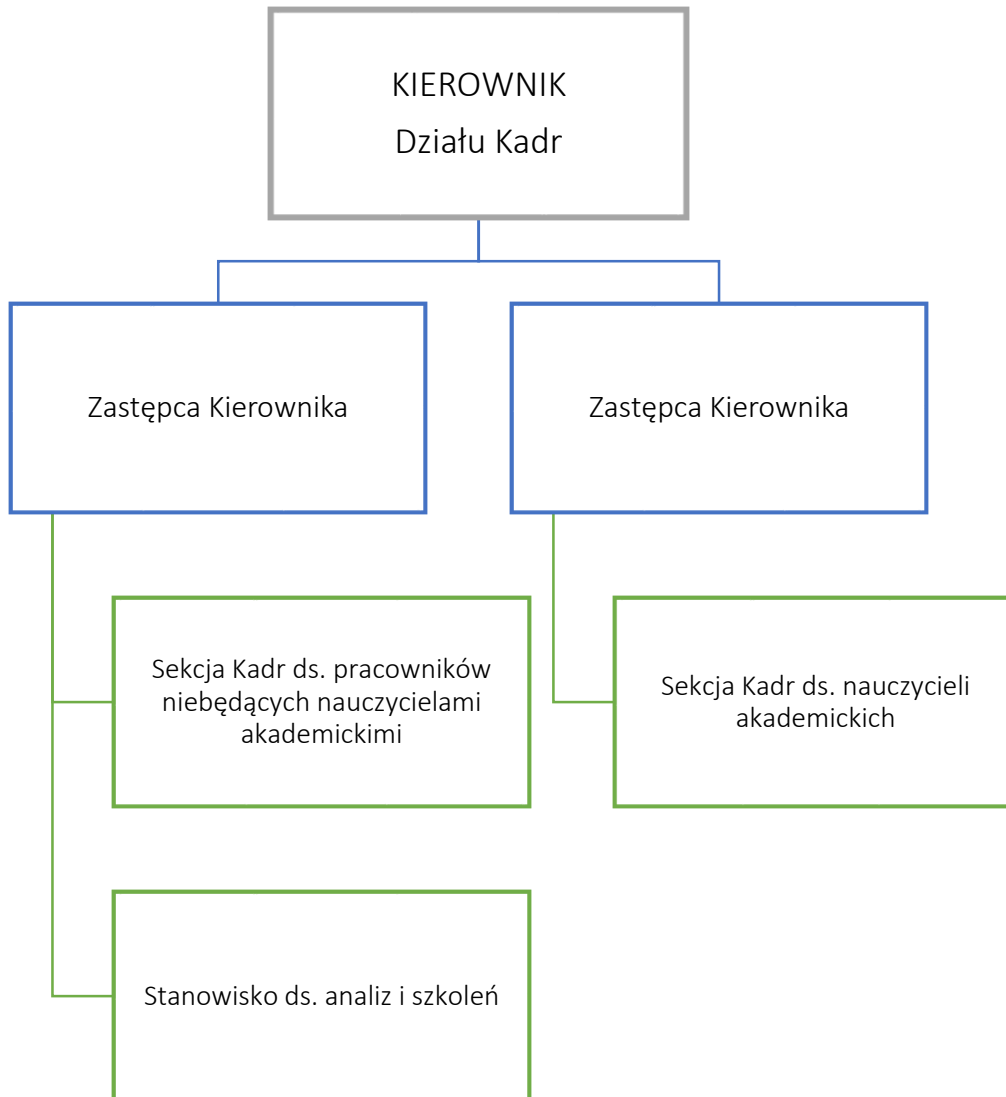 KIEROWNIK
Działu Kadr
Zastępca Kierownika
Zastępca Kierownika
Sekcja Kadr ds. pracowników
niebędących nauczycielami
akademickimi
Sekcja Kadr ds. nauczycieli
akademickich
Stanowisko ds. analiz i szkoleń